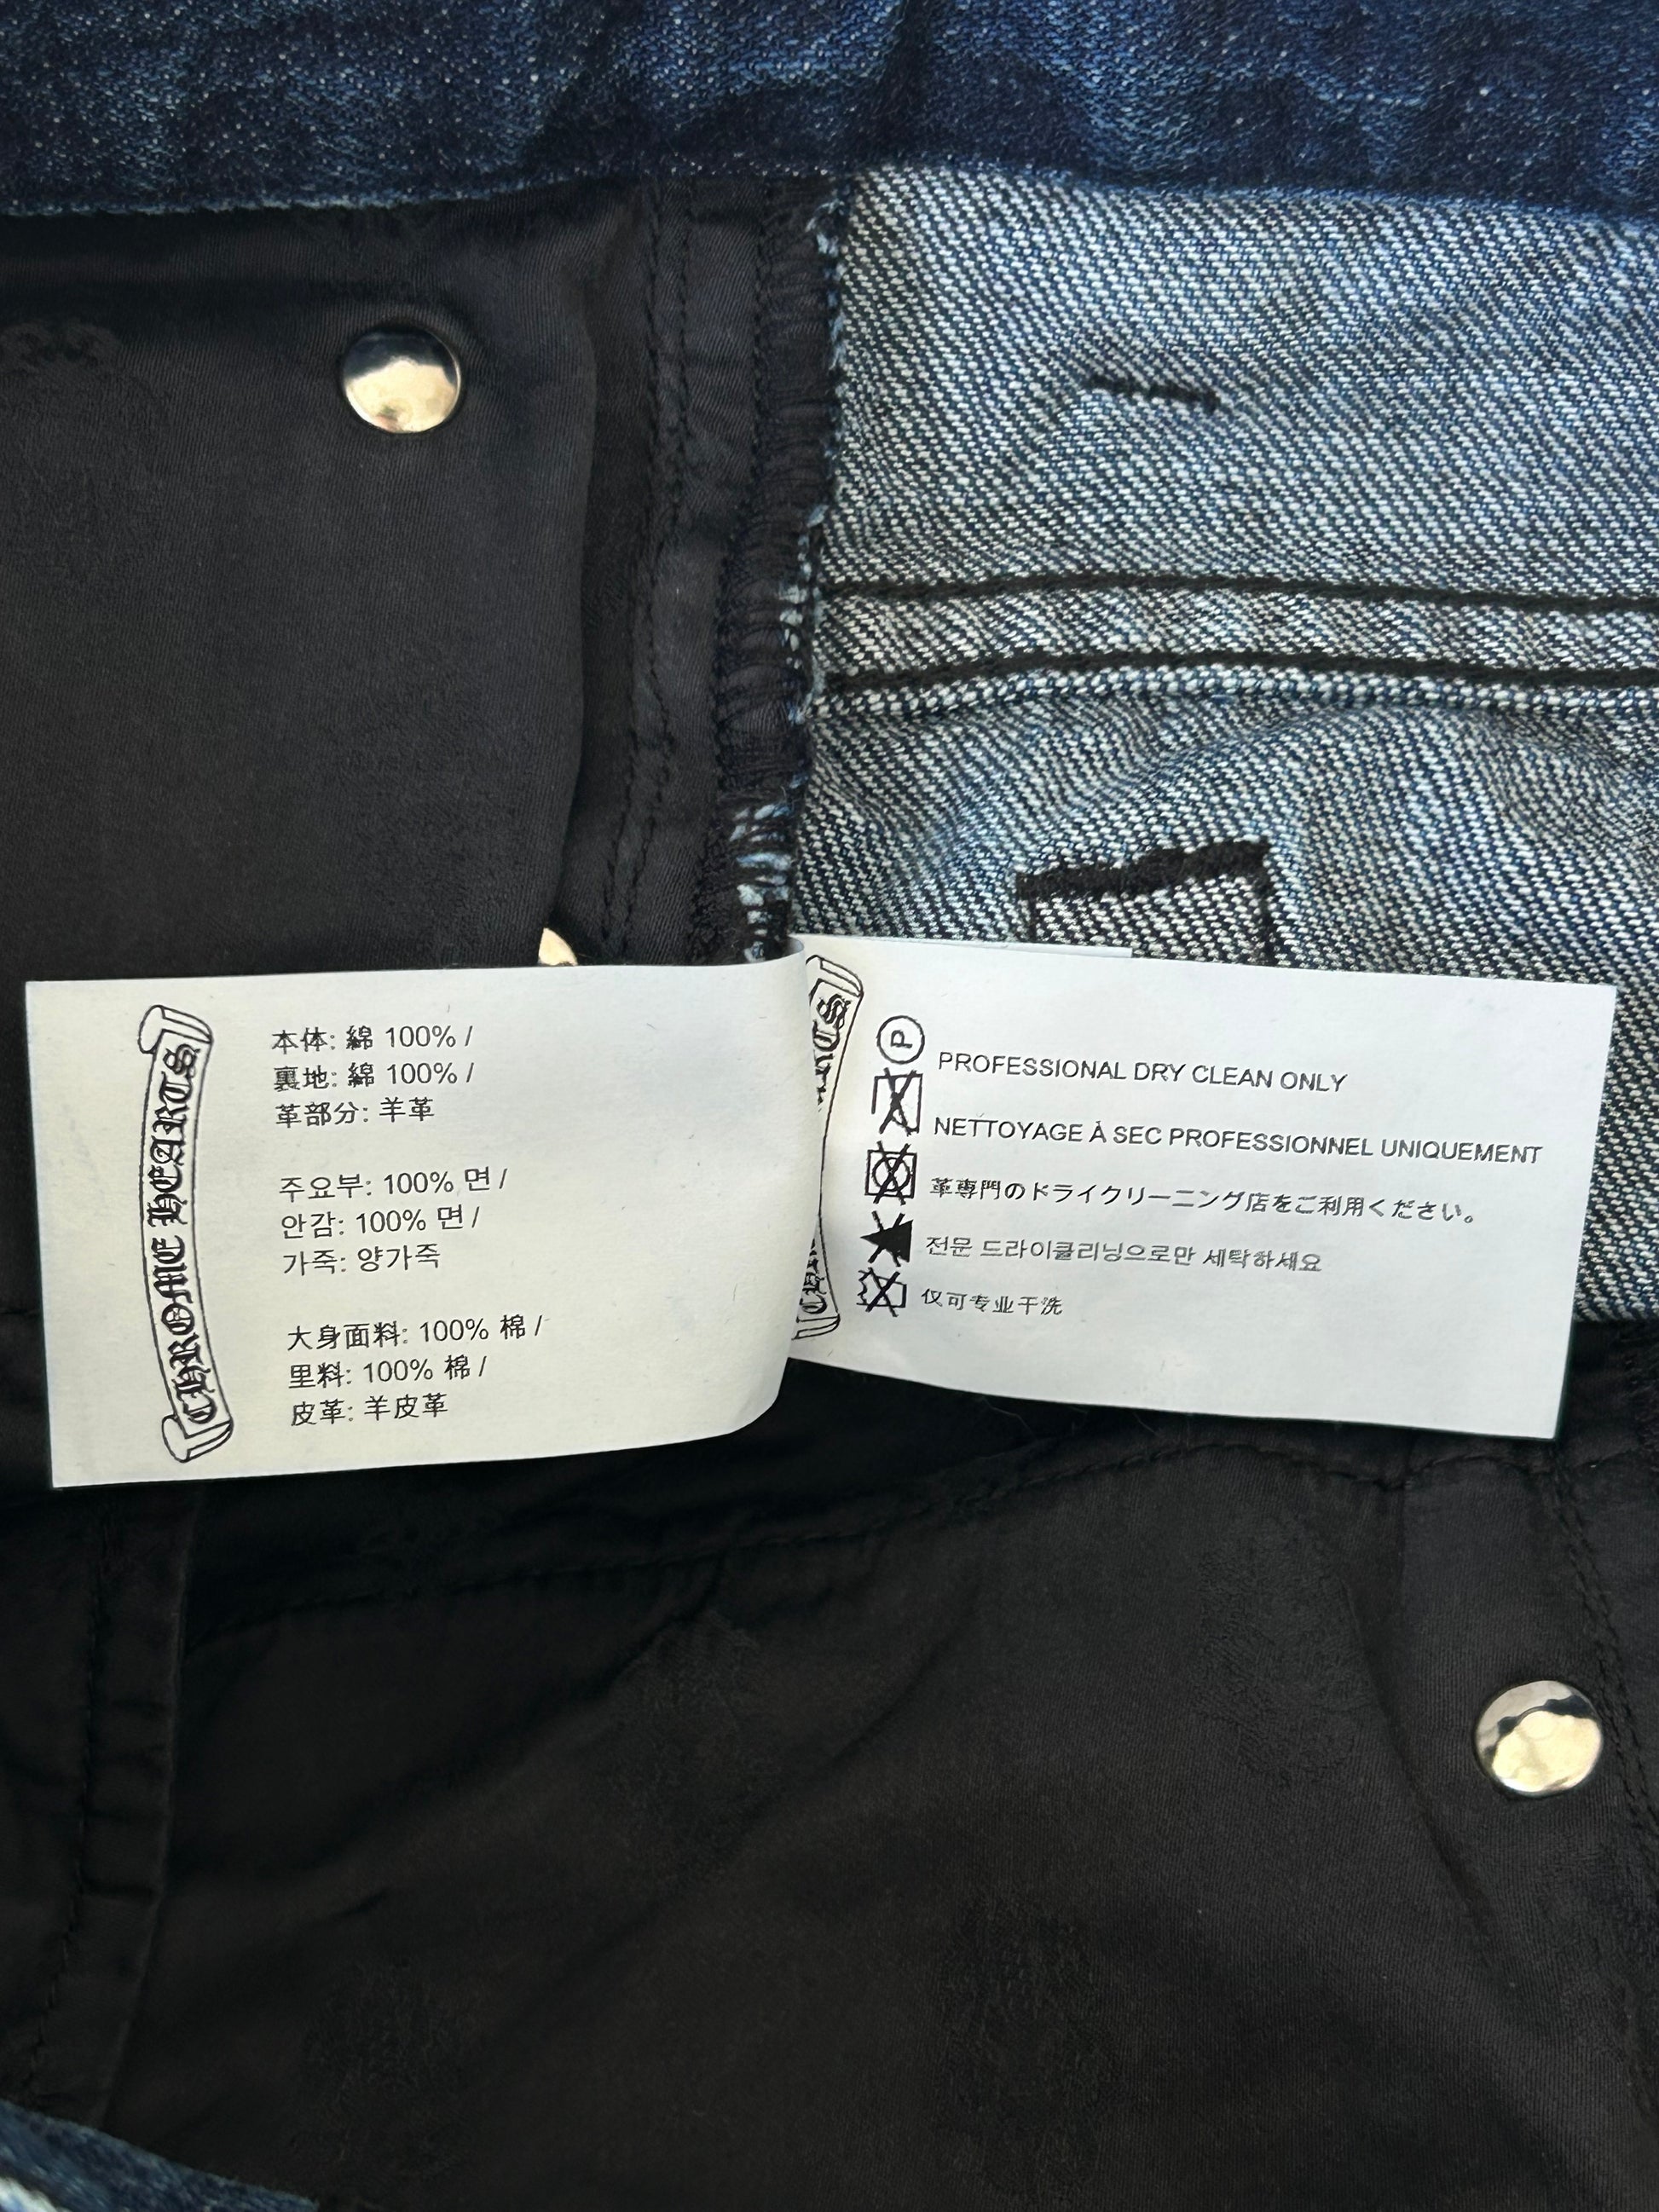 CHROME HEARTS
本体: 綿 100% /
裏地: 綿 100% /
革部分: 羊革
주요부: 100% 면 /
안감: 100% 면 /
가죽: 양가죽
大身面料: 100% 棉 /
里料: 100% 棉 /
皮革: 羊皮革
P
PROFESSIONAL DRY CLEAN ONLY
NETTOYAGE À SEC PROFESSIONNEL UNIQUEMENT
革専門のドライクリーニング店をご利用ください。
전문 드라이클리닝으로만 세탁하세요
仅可专业干洗